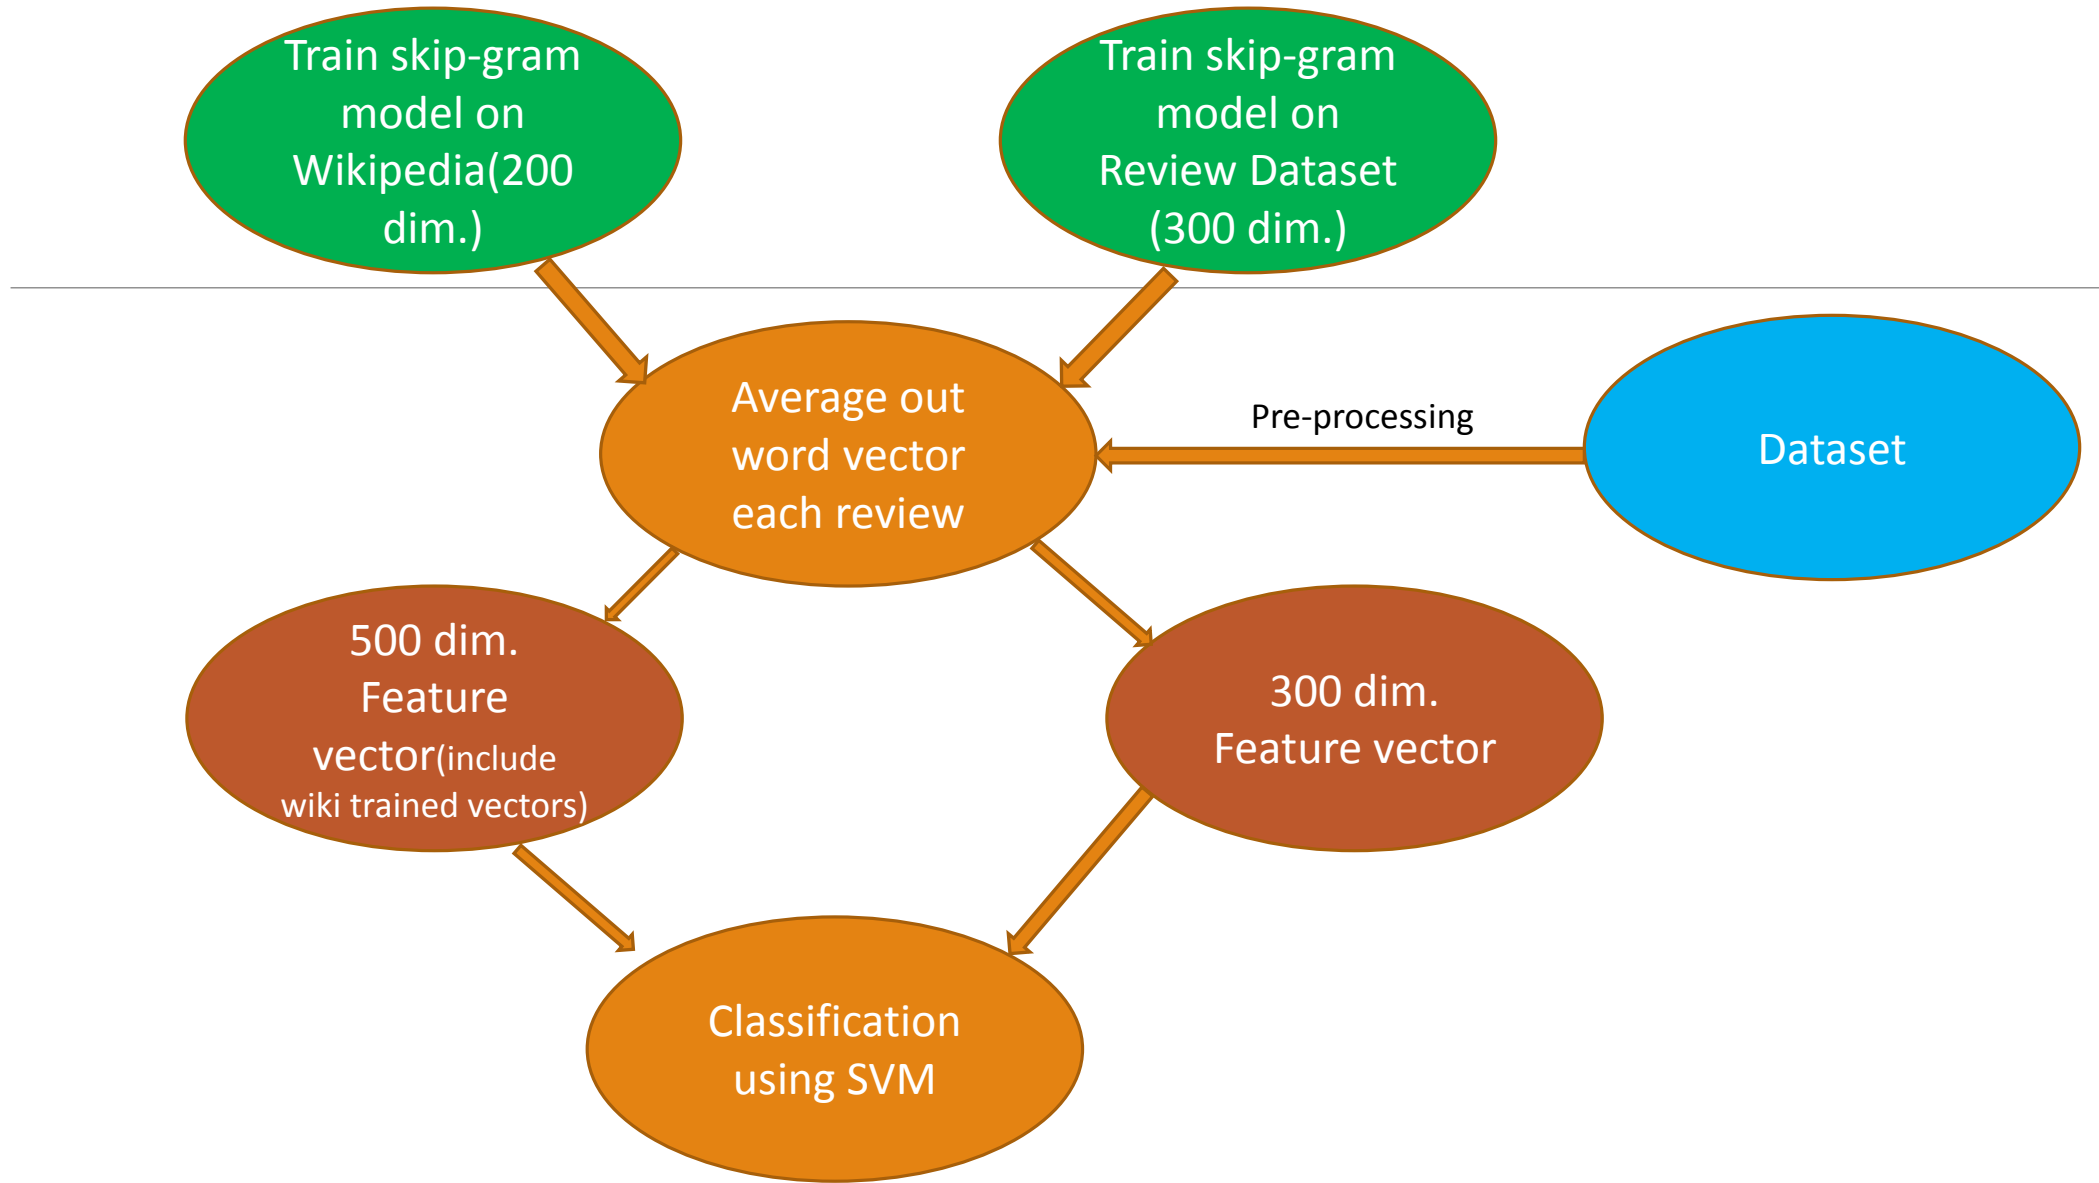 Train skip-gram
model on
Wikipedia(200
dim.)
Train skip-gram
model on
Review Dataset
(300 dim.)
Average out
word vector
each review
Pre-processing
Dataset
500 dim.
Feature
vector(include
wiki trained vectors)
300 dim.
Feature vector
Classification
using SVM